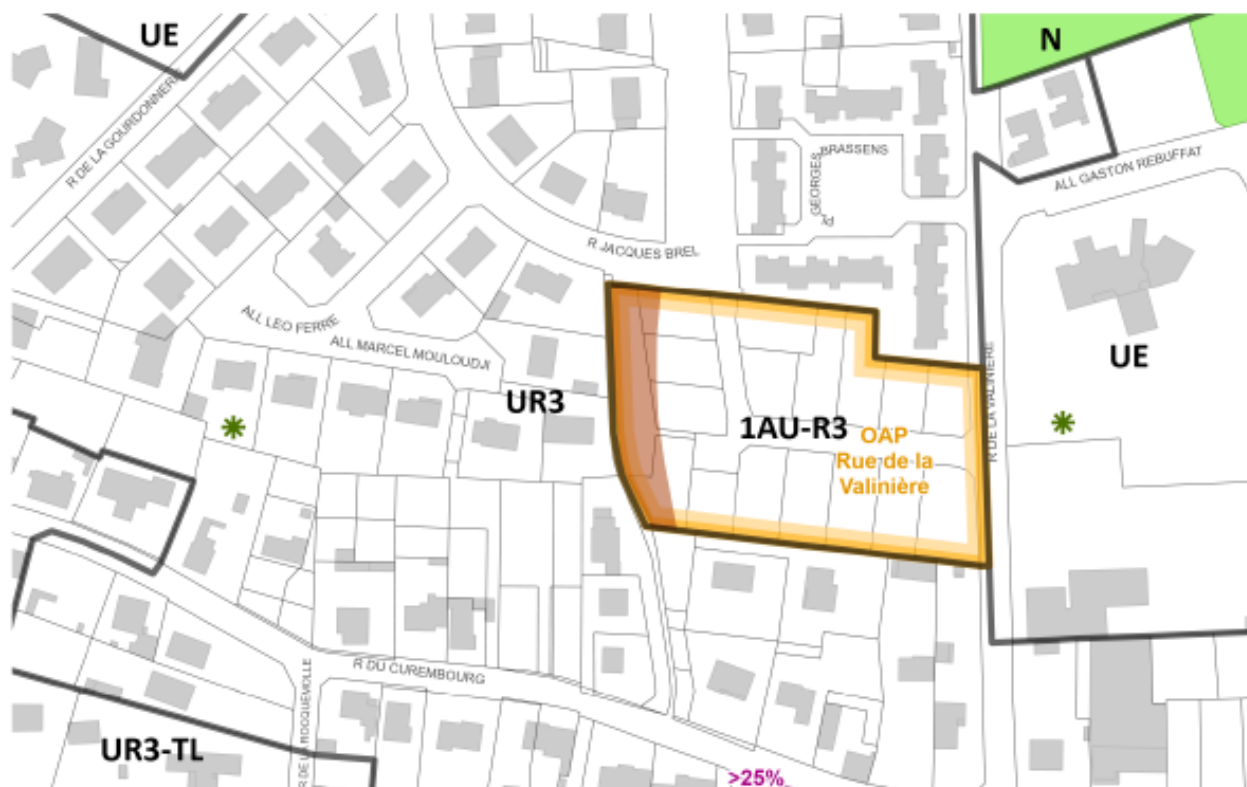 UE
N
R DE LA GOURDONNERIE
BRASSENS
GEORGES
PL
ALL GASTON REBUFFAT
R JACQUES BREL
ALL LEO FERRE
ALL MARCEL MOULOUDJI
UE
R DE LA VALINIERE
UR3
1AU-R3
OAP
Rue de la
Valinière
R DU CUREMBOURG
R DE LA ROCQUEMOLLE
UR3-TL
>25%